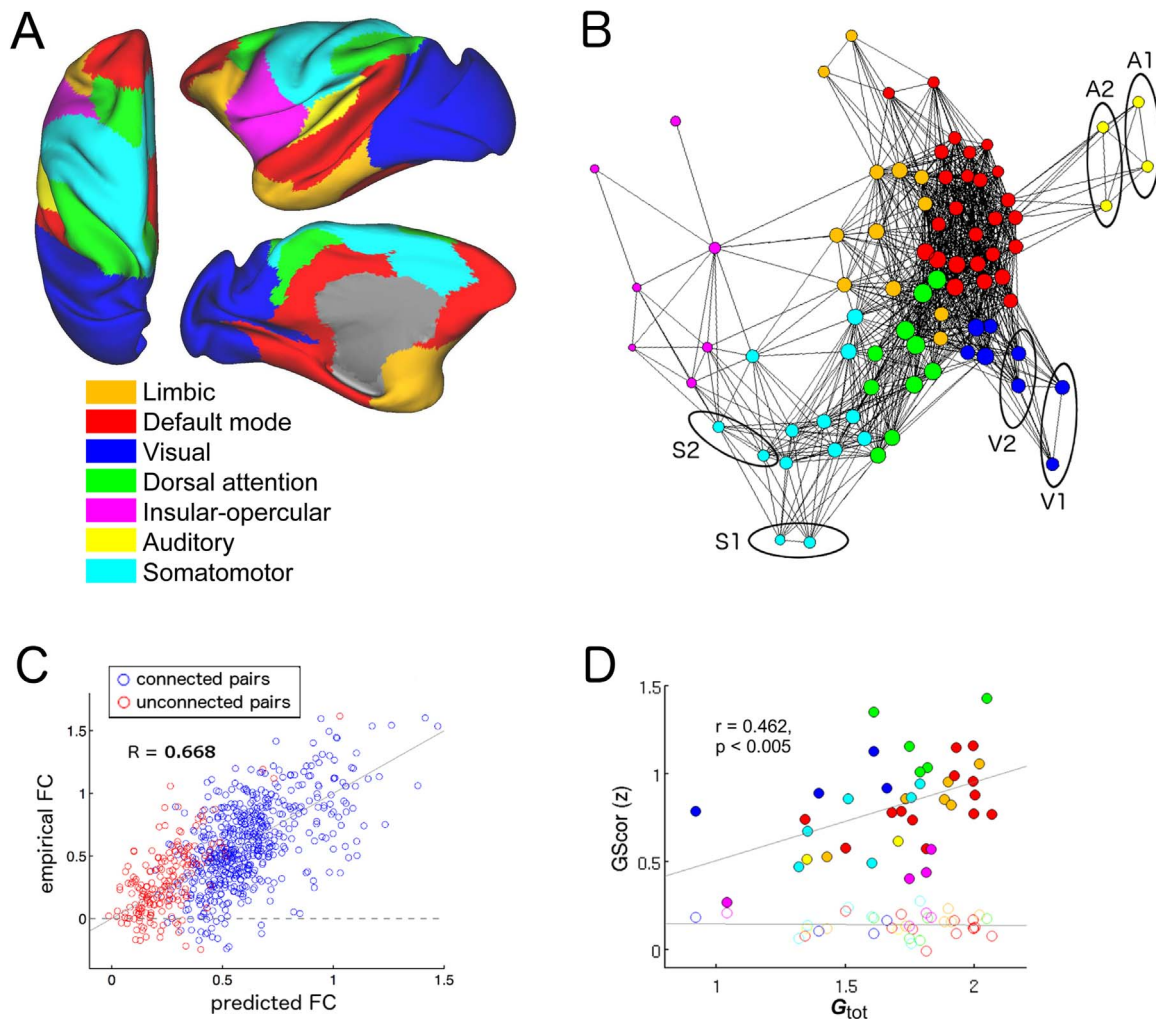 A
Limbic
Default mode
Visual
Dorsal attention
Insular-opercular
Auditory
Somatomotor
B
A1
A2
S2
V2
V1
S1
C
connected pairs
unconnected pairs
R = 0.668
empirical FC
1.5
1
0.5
0
0
0.5
1
1.5
predicted FC
D
r = 0.462,
p < 0.005
GScor (z)
1.5
1
0.5
0
1
1.5
2
Gtot